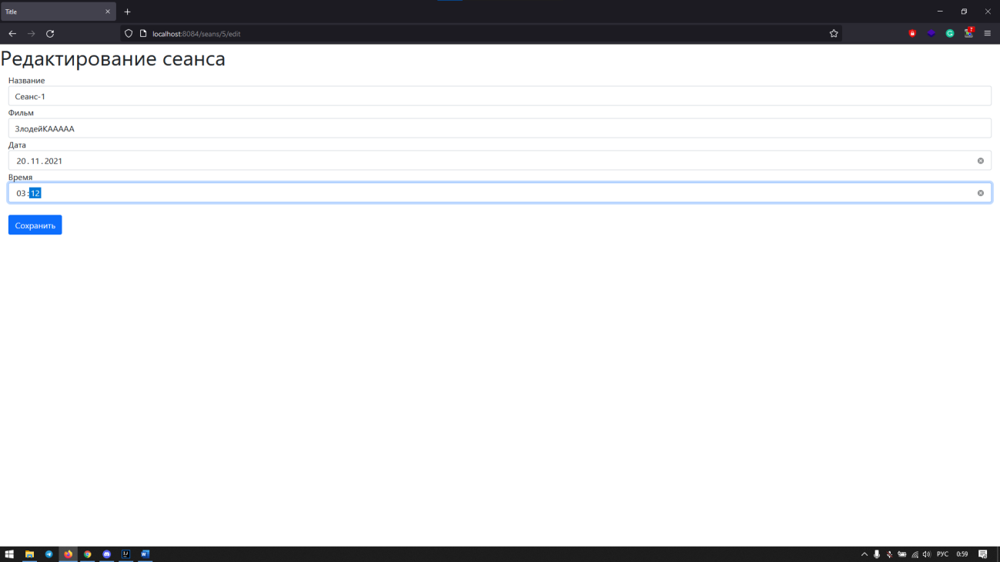 Title
localhost:8084/seans/5/edit
Редактирование сеанса
Название
Сеанс-1
Фильм
ЗлодейКААААА
Дата
20.11.2021
Время
03:12
Сохранить
РУС 0:59